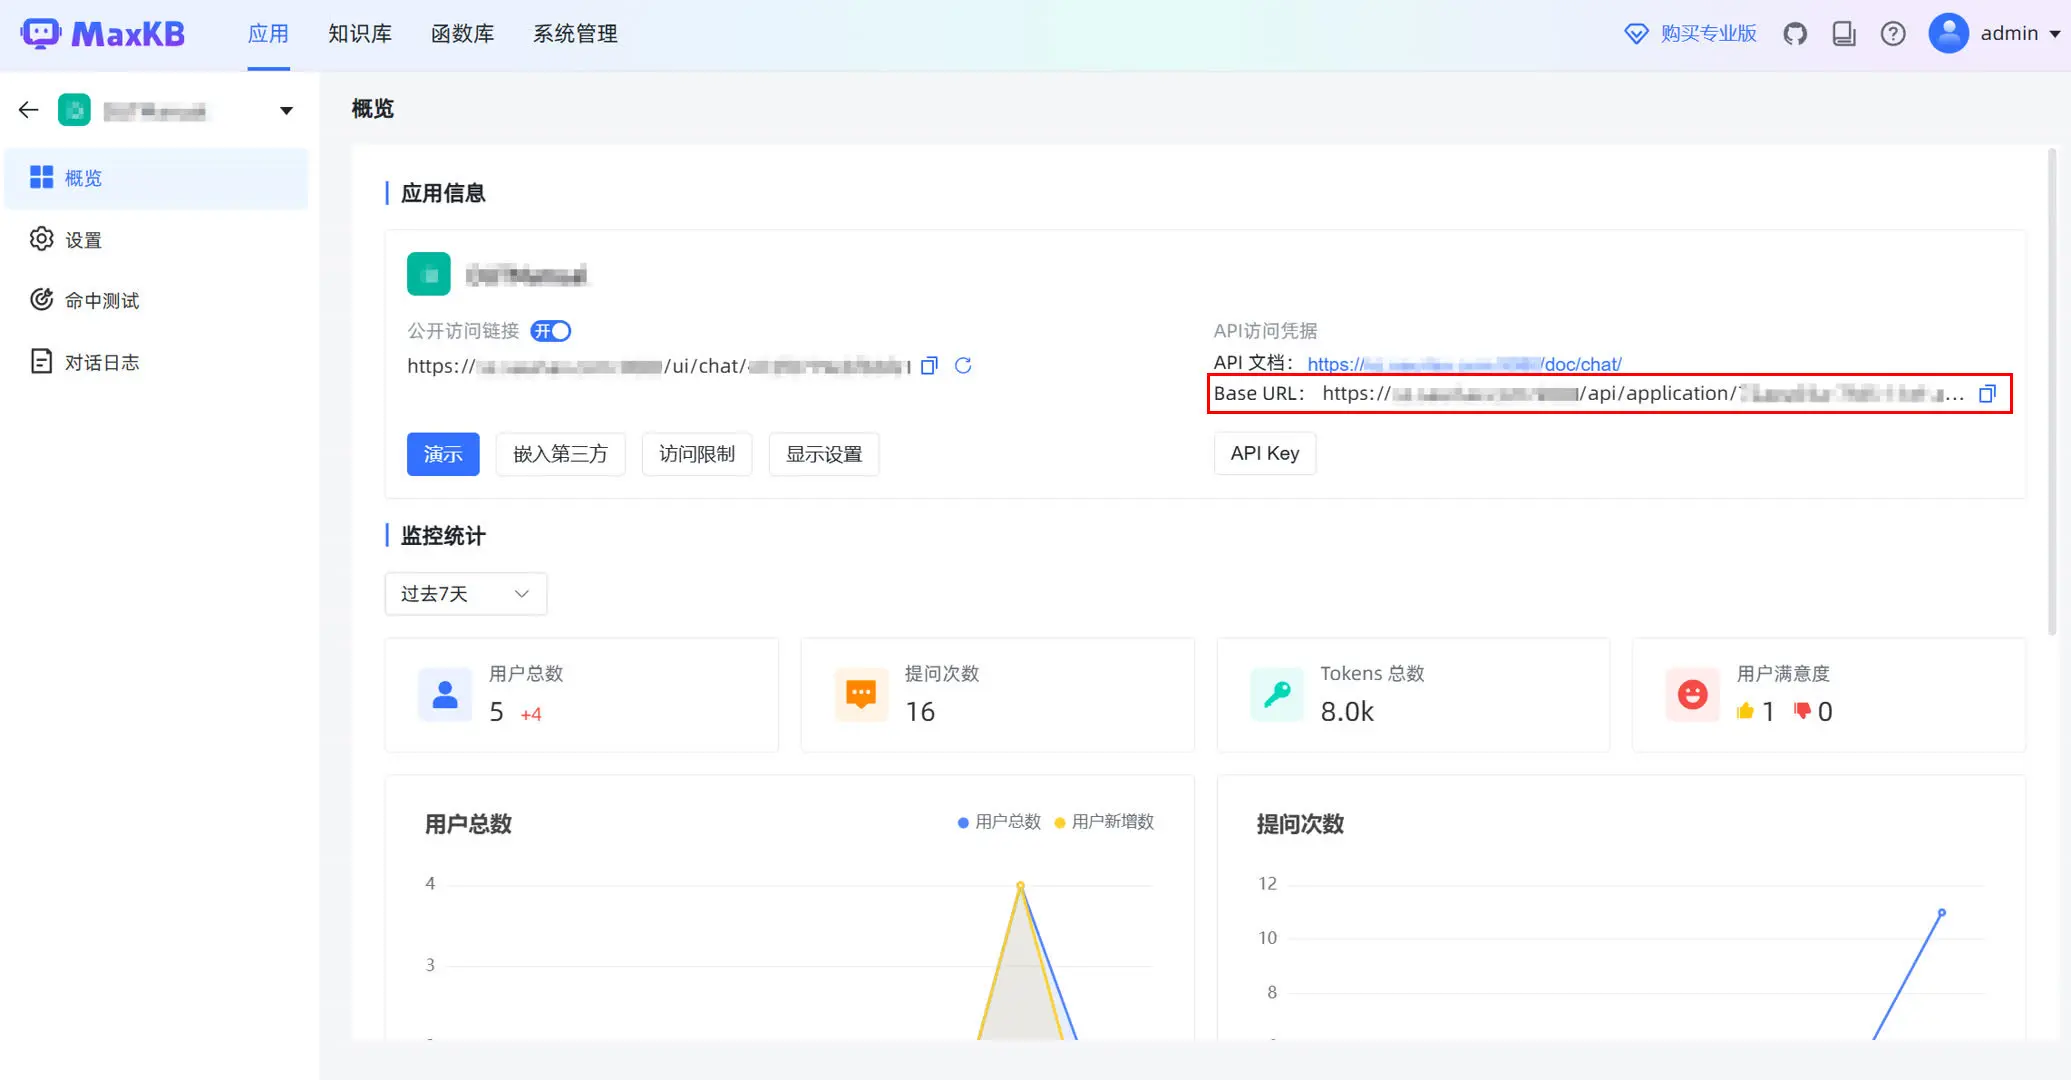 MaxKB 应用 知识库 函数库 系统管理 购买专业版 admin
概览
概览
设置
命中测试
对话日志
应用信息
公开访问链接 开
https:// /ui/chat/
演示 嵌入第三方 访问限制 显示设置
API访问凭据
API 文档： https:// /doc/chat/
Base URL： https:// /api/application/ ...
API Key
监控统计
过去7天
用户总数
5 +4
提问次数
16
Tokens 总数
8.0k
用户满意度
1 0
用户总数
用户总数 用户新增数
4
3
提问次数
12
10
8